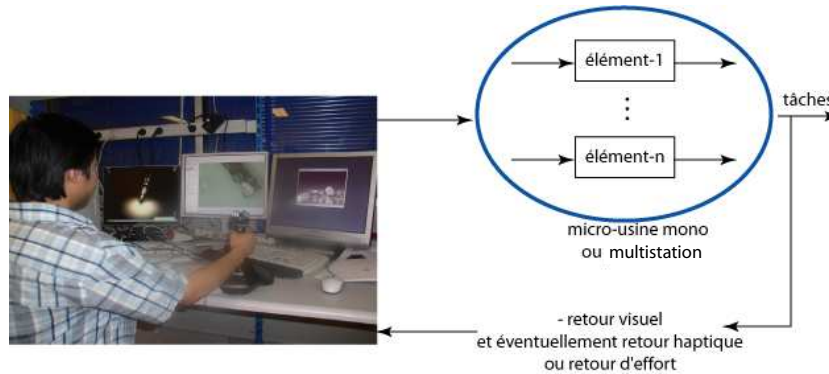 élément-1
tâches
élément-n
micro-usine mono
ou multistation
- retour visuel
et éventuellement retour haptique
ou retour d'effort